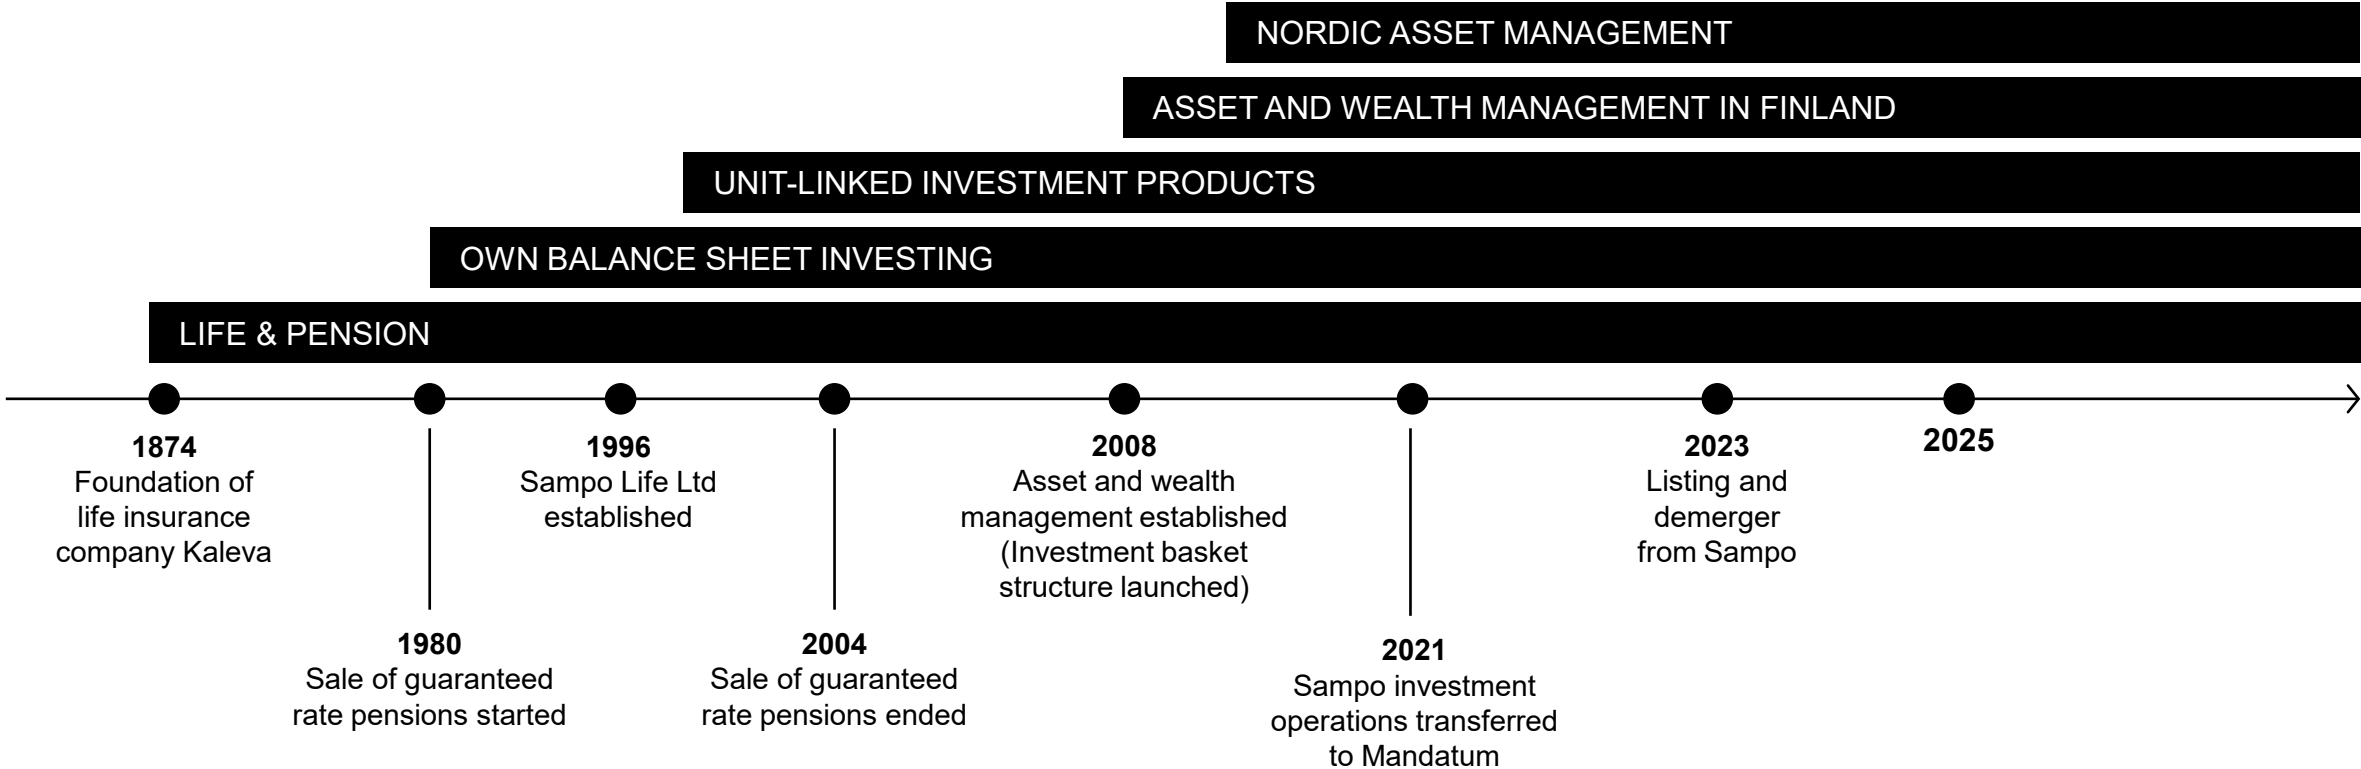 NORDIC ASSET MANAGEMENT
ASSET AND WEALTH MANAGEMENT IN FINLAND
UNIT-LINKED INVESTMENT PRODUCTS
OWN BALANCE SHEET INVESTING
LIFE & PENSION
1874
Foundation of
life insurance
company Kaleva
1980
Sale of guaranteed
rate pensions started
1996
Sampo Life Ltd
established
2004
Sale of guaranteed
rate pensions ended
2008
Asset and wealth
management established
(Investment basket
structure launched)
2021
Sampo investment
operations transferred
to Mandatum
2023
Listing and
demerger
from Sampo
2025